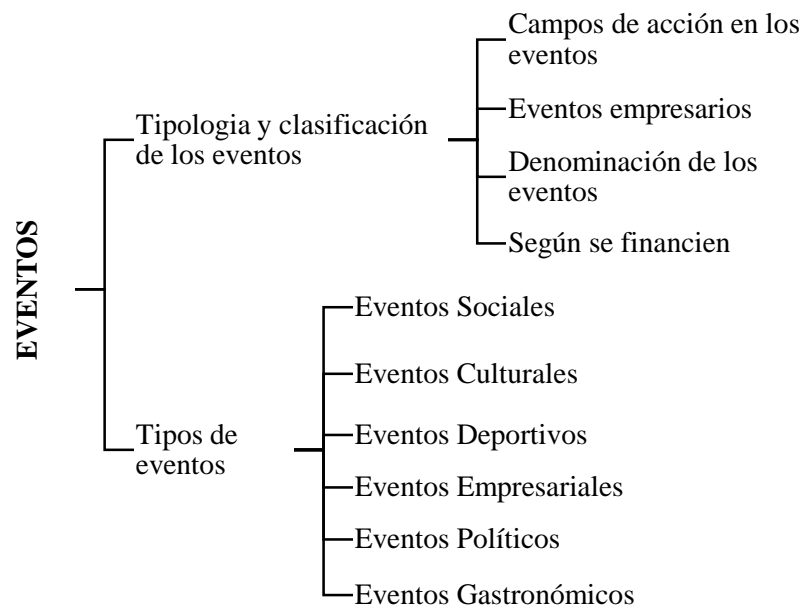 EVENTOS
Tipologia y clasificación
de los eventos
Campos de acción en los
eventos
Eventos empresarios
Denominación de los
eventos
Según se financien
Tipos de
eventos
Eventos Sociales
Eventos Culturales
Eventos Deportivos
Eventos Empresariales
Eventos Políticos
Eventos Gastronómicos